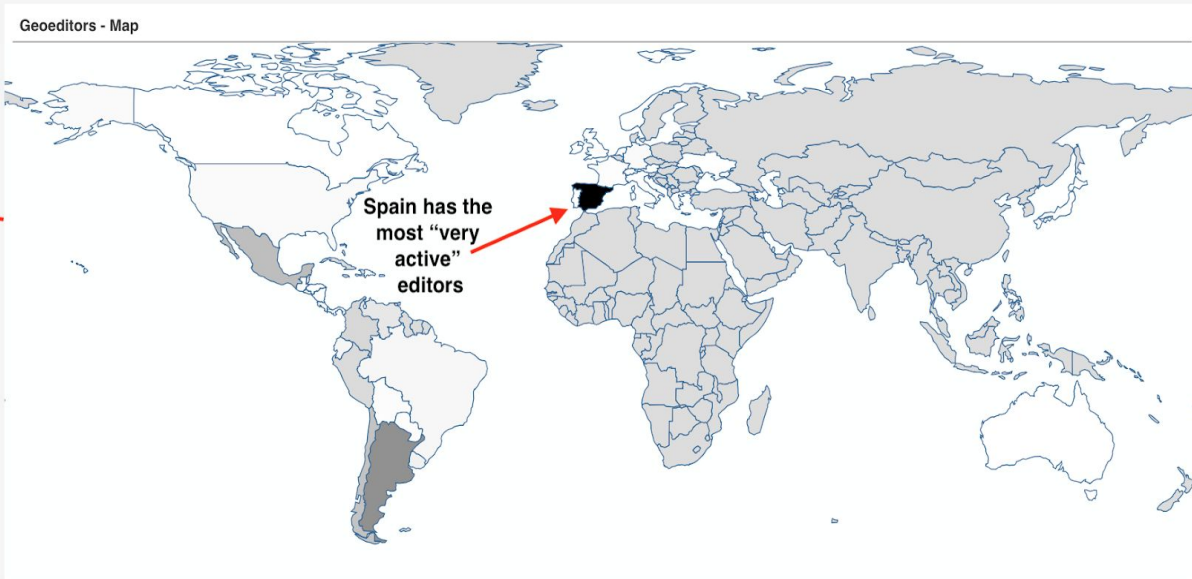 Geoeditors - Map
Spain has the
most “very
active”
editors